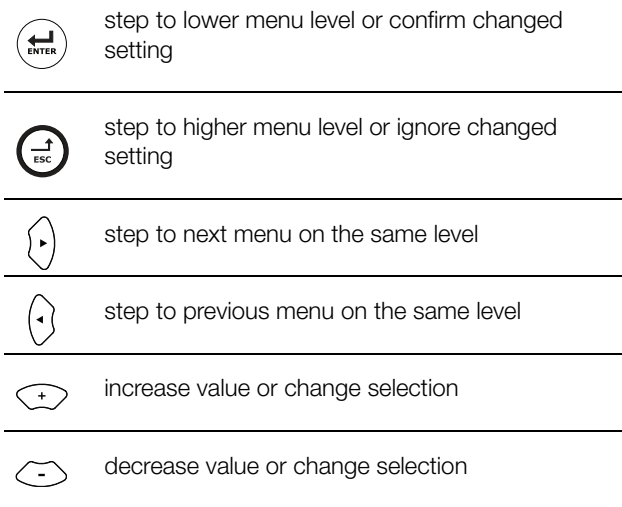 step to lower menu level or confirm changed
setting
ENTER
step to higher menu level or ignore changed
setting
ESC
step to next menu on the same level
step to previous menu on the same level
+
increase value or change selection
-
decrease value or change selection